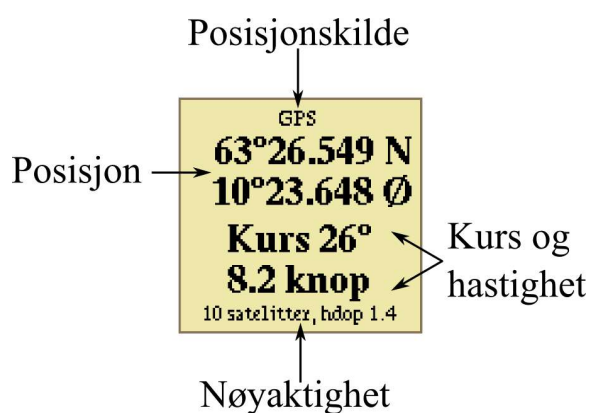 Posisjonskilde
GPS
63°26.549 N
Posisjon
10°23.648 Ø
Kurs 26°
8.2 knop
Kurs og
hastighet
10 satelitter, hdop 1.4
Nøyaktighet